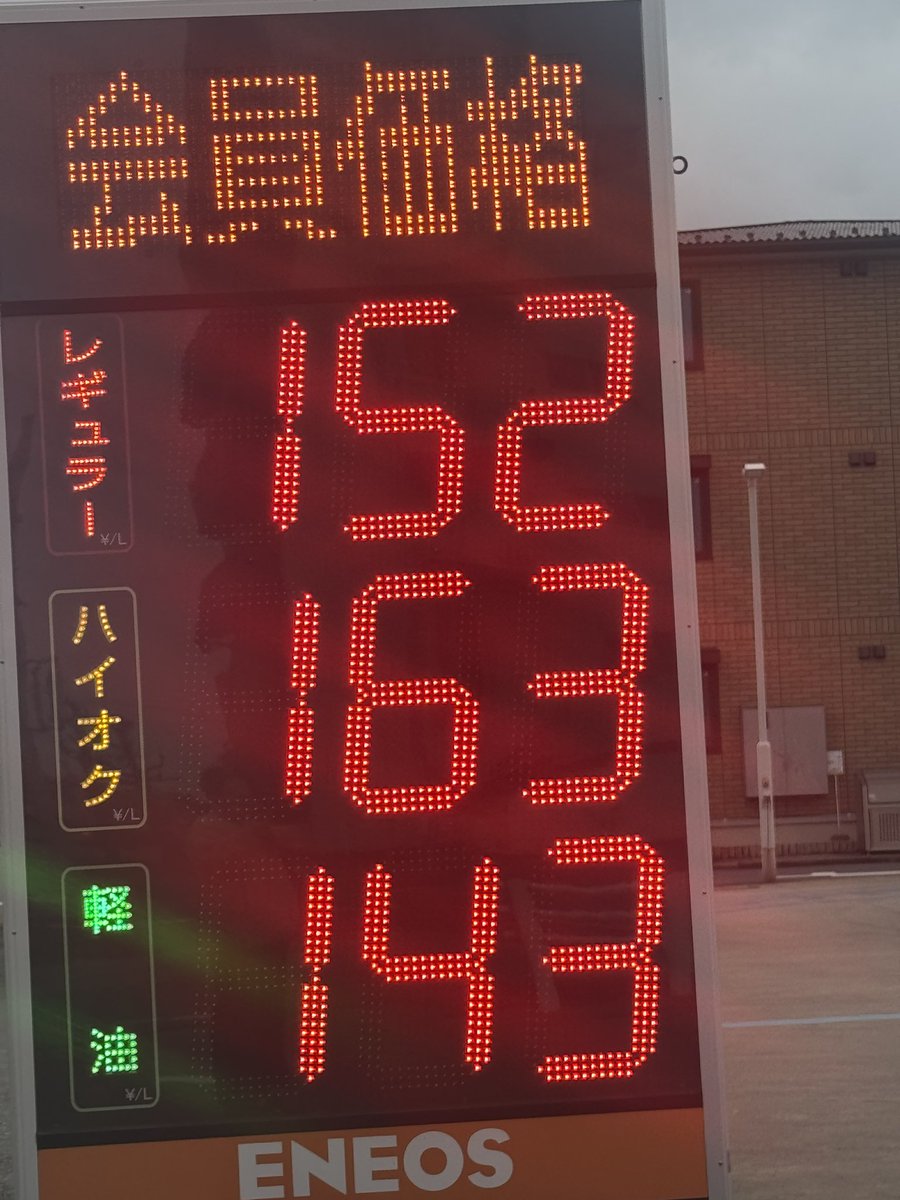 会員価格
レギュラー ¥/L 152
ハイオク ¥/L 163
軽油 ¥/L 143
ENEOS